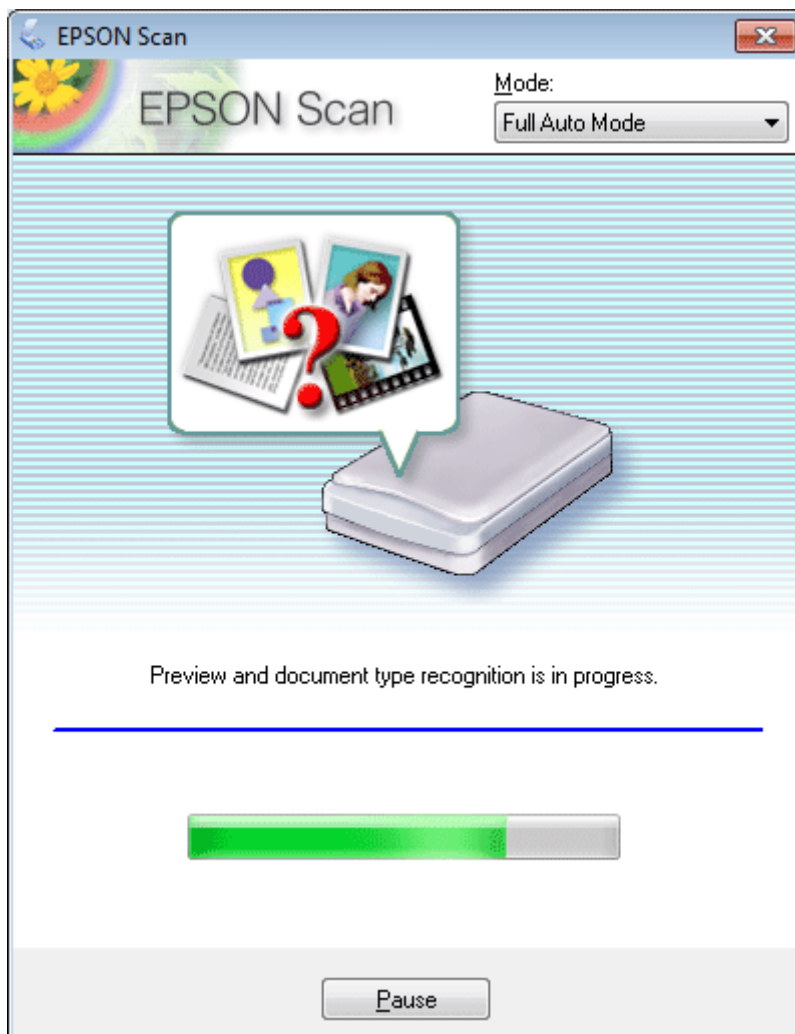 EPSON Scan
EPSON Scan
Mode:
Full Auto Mode
Preview and document type recognition is in progress.
Pause